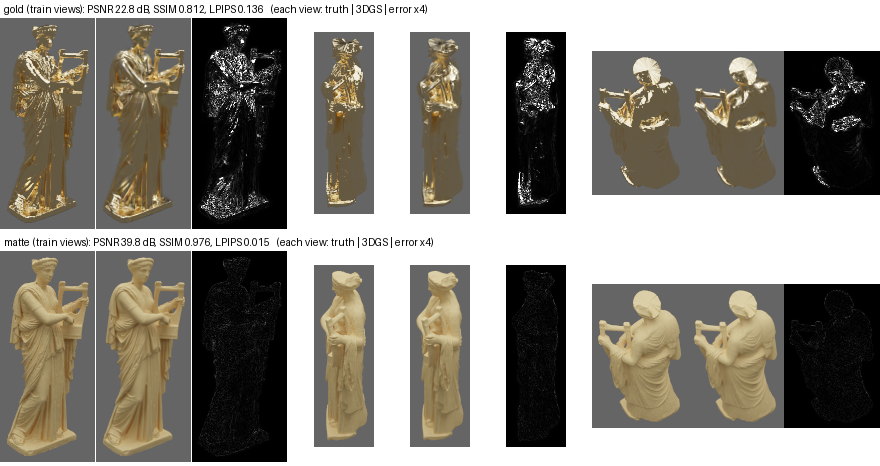 gold (train views): PSNR 22.8 dB, SSIM 0.812, LPIPS 0.136 (each view: truth | 3DGS | error x4)
matte (train views): PSNR 39.8 dB, SSIM 0.976, LPIPS 0.015 (each view: truth | 3DGS | error x4)